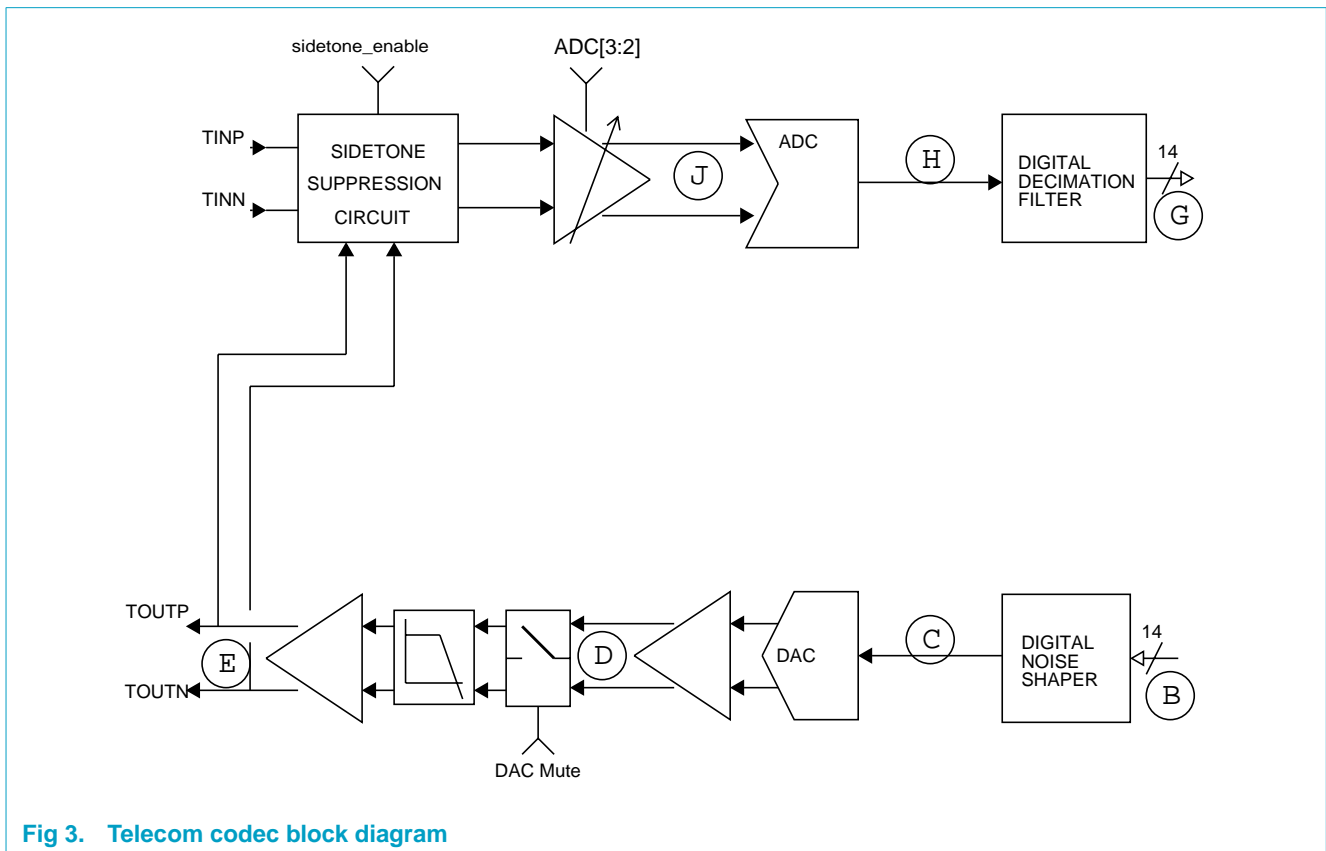 sidetone_enable
ADC[3:2]
TINP
TINN
SIDETONE
SUPPRESSION
CIRCUIT
J
ADC
H
DIGITAL
DECIMATION
FILTER
14
G
TOUTP
TOUTN
E
DAC Mute
D
DAC
C
DIGITAL
NOISE
SHAPER
14
B
Fig 3. Telecom codec block diagram